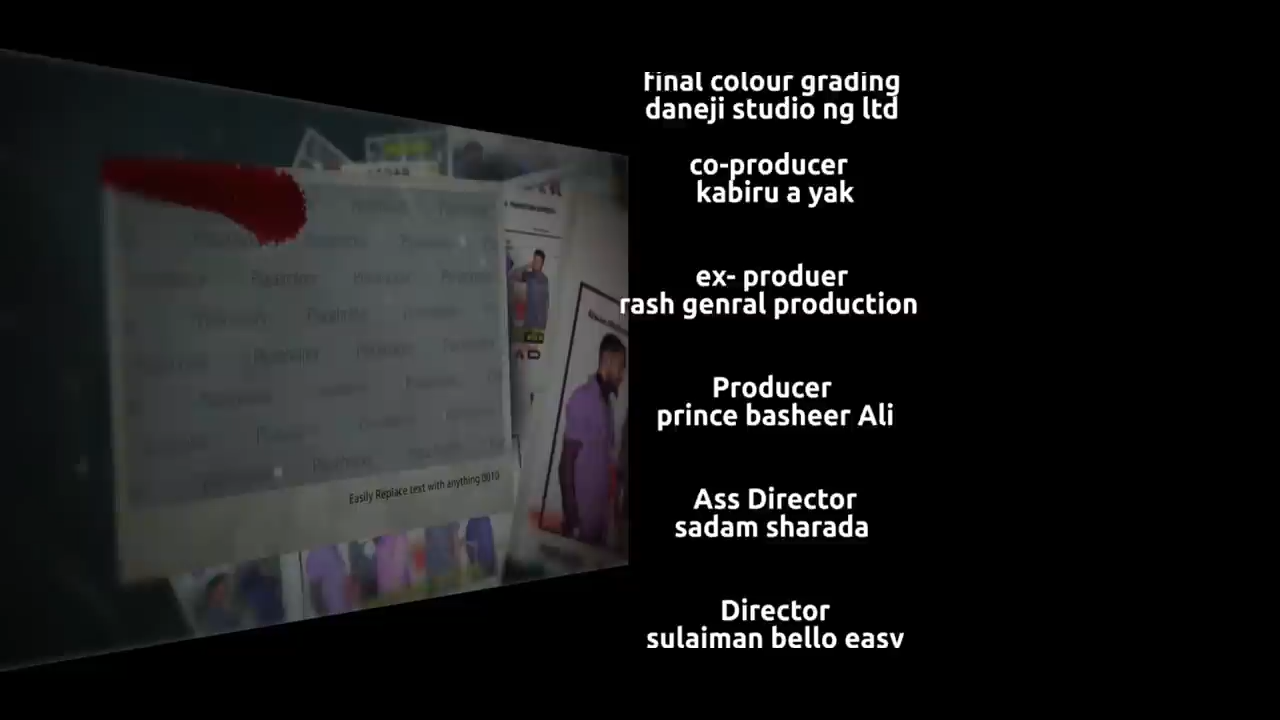 final colour grading
daneji studio ng ltd
co-producer
kabiru a yak
ex- produer
rash genral production
Producer
prince basheer Ali
Ass Director
sadam sharada
Director
sulaiman bello easy
Easily Replace text with anything 0010